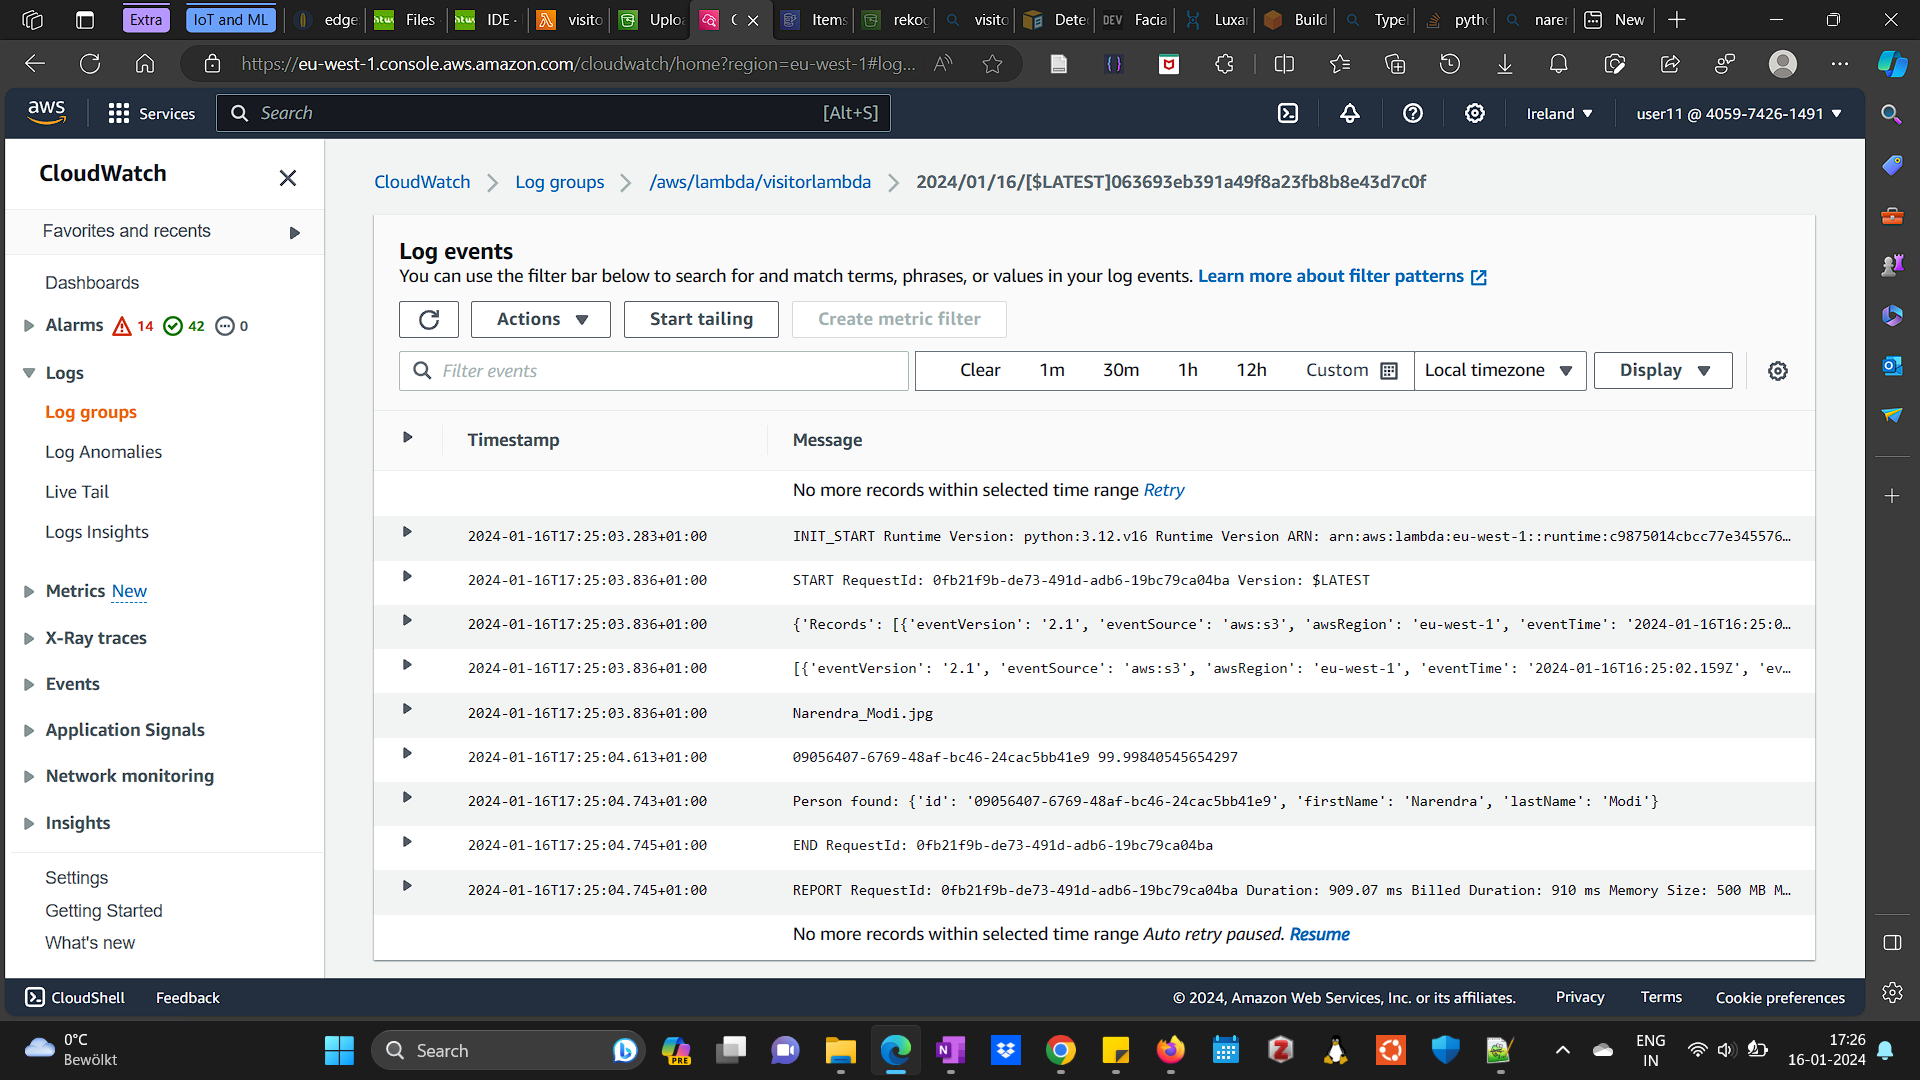 Extra
IoT and ML
edge
Files
IDE -
visito
Uploa
Items
rekog
visito
Dete
DEV Facia
Luxar
Build
Typel
pyth
narer
New
https://eu-west-1.console.aws.amazon.com/cloudwatch/home?region=eu-west-1#log...
aws
Services
Search
[Alt+S]
Ireland
user11 @ 4059-7426-1491
CloudWatch
Favorites and recents
Dashboards
Alarms 14 42 0
Logs
Log groups
Log Anomalies
Live Tail
Logs Insights
Metrics New
X-Ray traces
Events
Application Signals
Network monitoring
Insights
Settings
Getting Started
What's new
CloudWatch
Log groups
/aws/lambda/visitorlambda
2024/01/16/[$LATEST]063693eb391a49f8a23fb8b8e43d7c0f
Log events
You can use the filter bar below to search for and match terms, phrases, or values in your log events. Learn more about filter patterns
Actions
Start tailing
Create metric filter
Filter events
Clear 1m 30m 1h 12h Custom
Local timezone
Display
Timestamp Message
No more records within selected time range Retry
2024-01-16T17:25:03.283+01:00 INIT_START Runtime Version: python:3.12.v16 Runtime Version ARN: arn:aws:lambda:eu-west-1::runtime:c9875014cbcc77e345576…
2024-01-16T17:25:03.836+01:00 START RequestId: 0fb21f9b-de73-491d-adb6-19bc79ca04ba Version: $LATEST
2024-01-16T17:25:03.836+01:00 {'Records': [{'eventVersion': '2.1', 'eventSource': 'aws:s3', 'awsRegion': 'eu-west-1', 'eventTime': '2024-01-16T16:25:0…
2024-01-16T17:25:03.836+01:00 [{'eventVersion': '2.1', 'eventSource': 'aws:s3', 'awsRegion': 'eu-west-1', 'eventTime': '2024-01-16T16:25:02.159Z', 'ev…
2024-01-16T17:25:03.836+01:00 Narendra_Modi.jpg
2024-01-16T17:25:04.613+01:00 09056407-6769-48af-bc46-24cac5bb41e9 99.99840545654297
2024-01-16T17:25:04.743+01:00 Person found: {'id': '09056407-6769-48af-bc46-24cac5bb41e9', 'firstName': 'Narendra', 'lastName': 'Modi'}
2024-01-16T17:25:04.745+01:00 END RequestId: 0fb21f9b-de73-491d-adb6-19bc79ca04ba
2024-01-16T17:25:04.745+01:00 REPORT RequestId: 0fb21f9b-de73-491d-adb6-19bc79ca04ba Duration: 909.07 ms Billed Duration: 910 ms Memory Size: 500 MB M…
No more records within selected time range Auto retry paused. Resume
CloudShell
Feedback
© 2024, Amazon Web Services, Inc. or its affiliates.
Privacy
Terms
Cookie preferences
0°C
Bewölkt
Search
PRE
ENG
IN
17:26
16-01-2024